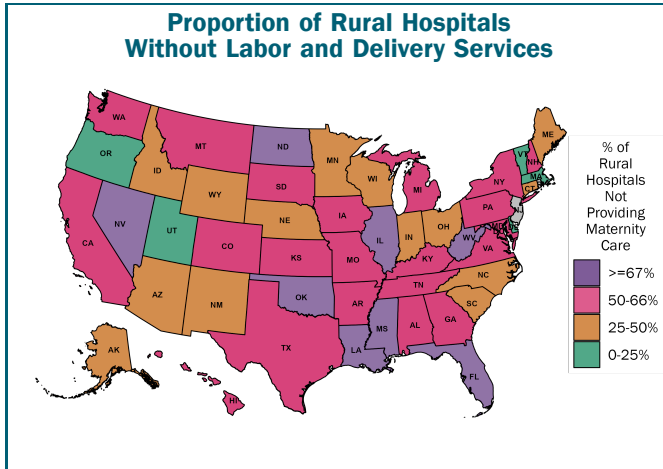 Proportion of Rural Hospitals
Without Labor and Delivery Services
WA
MT
ND
MN
ME
OR
ID
SD
WI
VT
NH
WY
MI
NY
MA
CT
NV
NE
IA
PA
NJ
UT
IL
IN
OH
CA
CO
KS
MO
WV
VA
KY
AZ
NM
OK
AR
TN
NC
SC
TX
LA
MS
AL
GA
AK
FL
HI
% of
Rural
Hospitals
Not
Providing
Maternity
Care
>=67%
50-66%
25-50%
0-25%